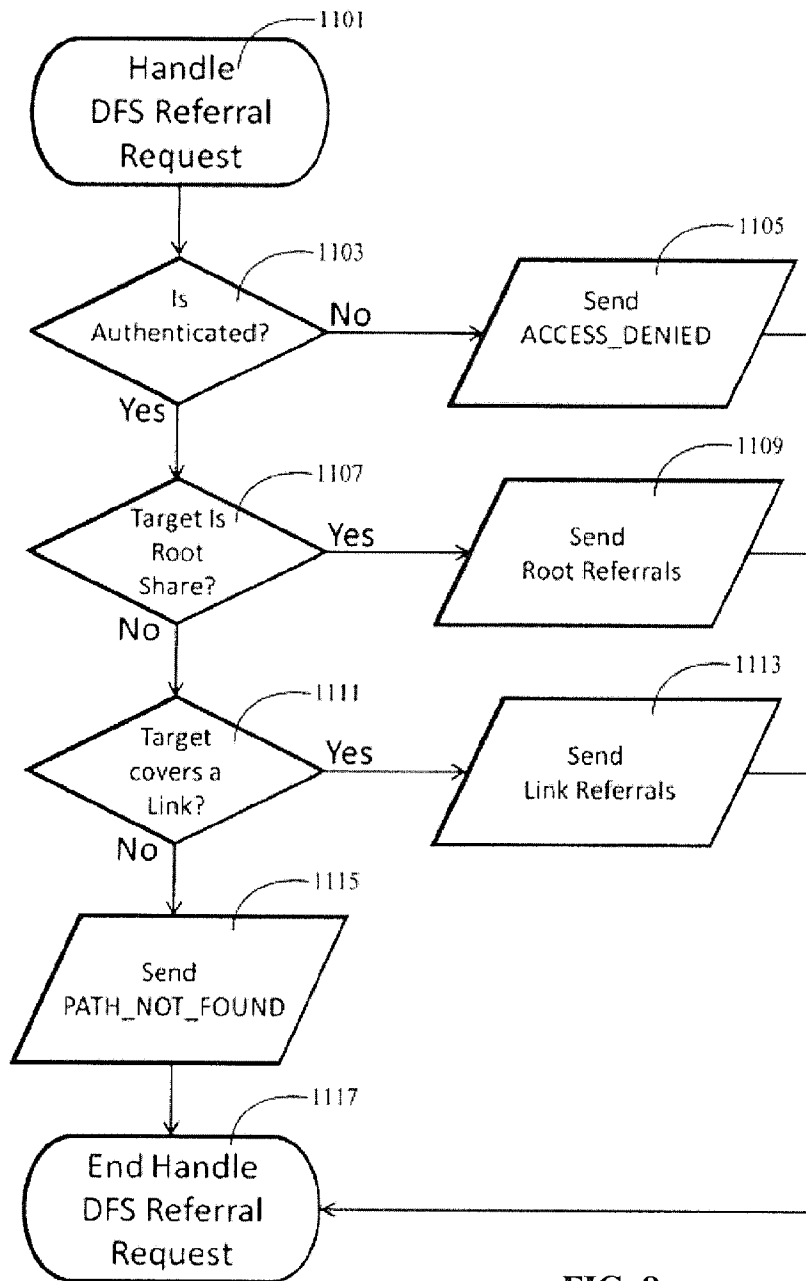 1101
Handle
DFS Referral
Request
1103
Is
Authenticated?
No
Yes
1105
Send
ACCESS_DENIED
1107
Target Is
Root
Share?
Yes
No
1109
Send
Root Referrals
1111
Target
covers a
Link?
Yes
No
1113
Send
Link Referrals
1115
Send
PATH_NOT_FOUND
1117
End Handle
DFS Referral
Request